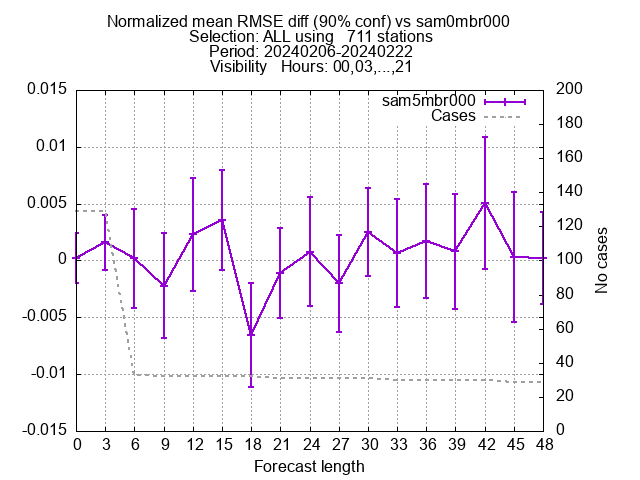 Normalized mean RMSE diff (90% conf) vs sam0mbr000
Selection: ALL using   711 stations
Period: 20240206-20240222
Visibility   Hours: 00,03,...,21
sam5mbr000
Cases
0.015
0.01
0.005
0
-0.005
-0.01
-0.015
200
180
160
140
120
100
80
60
40
20
0
No cases
0 3 6 9 12 15 18 21 24 27 30 33 36 39 42 45 48
Forecast length